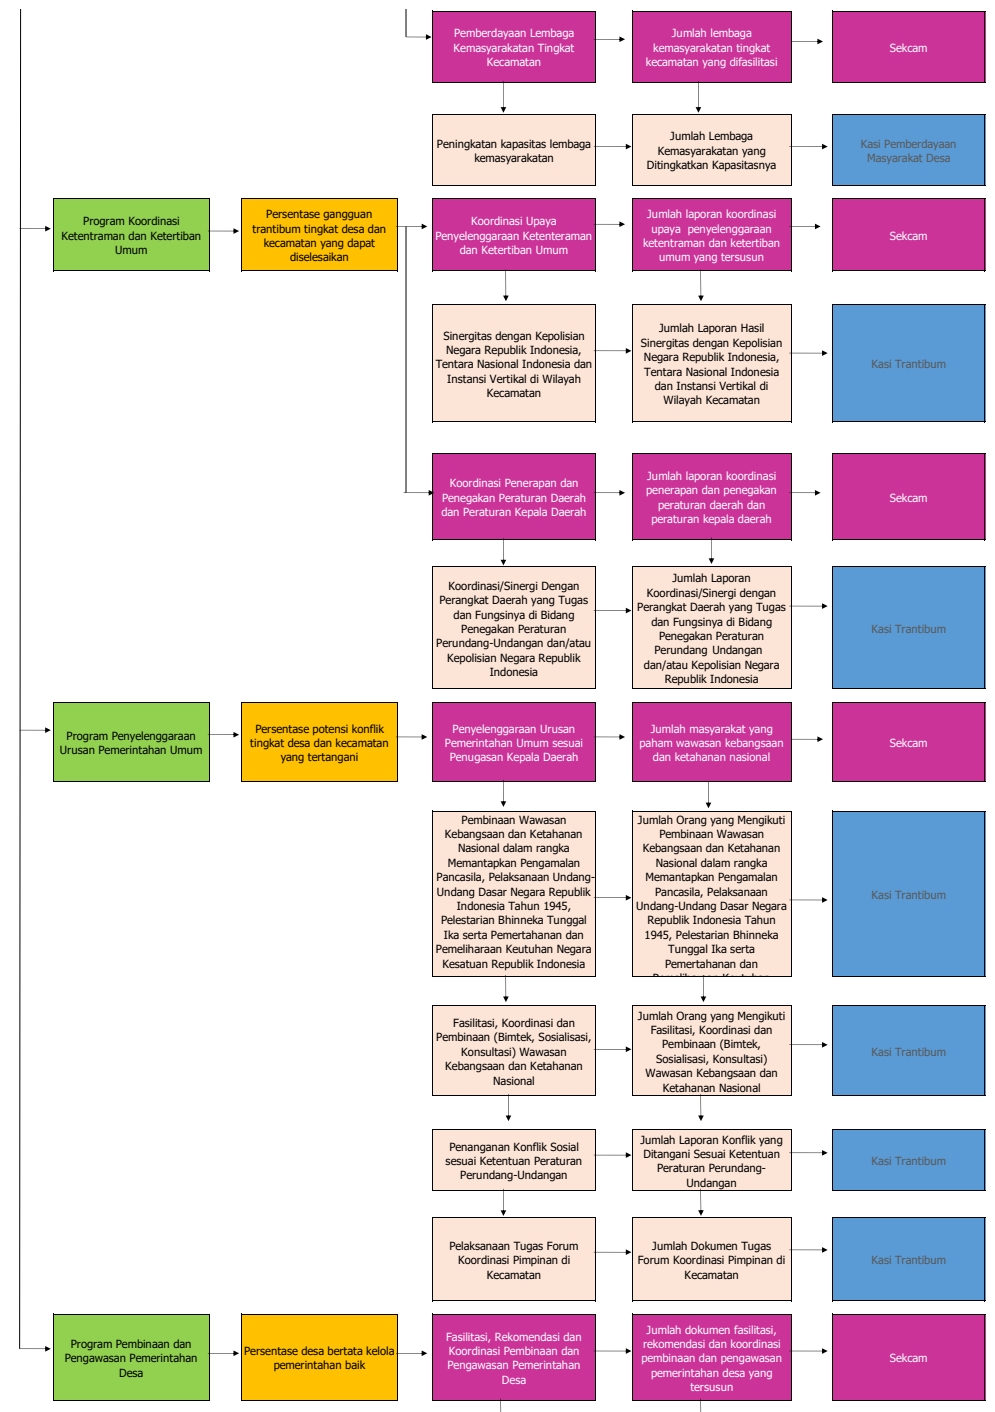 Pemberdayaan Lembaga
Kemasyarakatan Tingkat
Kecamatan
Jumlah lembaga
kemasyarakatan tingkat
kecamatan yang difasilitasi
Sekcam
Peningkatan kapasitas lembaga
kemasyarakatan
Jumlah Lembaga
Kemasyarakatan yang
Ditingkatkan Kapasitasnya
Kasi Pemberdayaan
Masyarakat Desa
Program Koordinasi
Ketentraman dan Ketertiban
Umum
Persentase gangguan
trantibum tingkat desa dan
kecamatan yang dapat
diselesaikan
Koordinasi Upaya
Penyelenggaraan Ketenteraman
dan Ketertiban Umum
Jumlah laporan koordinasi
upaya  penyelenggaraan
ketentraman dan ketertiban
umum yang tersusun
Sekcam
Sinergitas dengan Kepolisian
Negara Republik Indonesia,
Tentara Nasional Indonesia dan
Instansi Vertikal di Wilayah
Kecamatan
Jumlah Laporan Hasil
Sinergitas dengan Kepolisian
Negara Republik Indonesia,
Tentara Nasional Indonesia
dan Instansi Vertikal di
Wilayah Kecamatan
Kasi Trantibum
Koordinasi Penerapan dan
Penegakan Peraturan Daerah
dan Peraturan Kepala Daerah
Jumlah laporan koordinasi
penerapan dan penegakan
peraturan daerah dan
peraturan kepala daerah
Sekcam
Koordinasi/Sinergi Dengan
Perangkat Daerah yang Tugas
dan Fungsinya di Bidang
Penegakan Peraturan
Perundang-Undangan dan/atau
Kepolisian Negara Republik
Indonesia
Jumlah Laporan
Koordinasi/Sinergi dengan
Perangkat Daerah yang Tugas
dan Fungsinya di Bidang
Penegakan Peraturan
Perundang Undangan
dan/atau Kepolisian Negara
Republik Indonesia
Kasi Trantibum
Program Penyelenggaraan
Urusan Pemerintahan Umum
Persentase potensi konflik
tingkat desa dan kecamatan
yang tertangani
Penyelenggaraan Urusan
Pemerintahan Umum sesuai
Penugasan Kepala Daerah
Jumlah masyarakat yang
paham wawasan kebangsaan
dan ketahanan nasional
Sekcam
Pembinaan Wawasan
Kebangsaan dan Ketahanan
Nasional dalam rangka
Memantapkan Pengamalan
Pancasila, Pelaksanaan Undang-
Undang Dasar Negara Republik
Indonesia Tahun 1945,
Pelestarian Bhinneka Tunggal
Ika serta Pemertahanan dan
Pemeliharaan Keutuhan Negara
Kesatuan Republik Indonesia
Jumlah Orang yang Mengikuti
Pembinaan Wawasan
Kebangsaan dan Ketahanan
Nasional dalam rangka
Memantapkan Pengamalan
Pancasila, Pelaksanaan
Undang-Undang Dasar Negara
Republik Indonesia Tahun
1945, Pelestarian Bhinneka
Tunggal Ika serta
Pemertahanan dan
Kasi Trantibum
Fasilitasi, Koordinasi dan
Pembinaan (Bimtek, Sosialisasi,
Konsultasi) Wawasan
Kebangsaan dan Ketahanan
Nasional
Jumlah Orang yang Mengikuti
Fasilitasi, Koordinasi dan
Pembinaan (Bimtek,
Sosialisasi, Konsultasi)
Wawasan Kebangsaan dan
Ketahanan Nasional
Kasi Trantibum
Penanganan Konflik Sosial
sesuai Ketentuan Peraturan
Perundang-Undangan
Jumlah Laporan Konflik yang
Ditangani Sesuai Ketentuan
Peraturan Perundang-
Undangan
Kasi Trantibum
Pelaksanaan Tugas Forum
Koordinasi Pimpinan di
Kecamatan
Jumlah Dokumen Tugas
Forum Koordinasi Pimpinan di
Kecamatan
Kasi Trantibum
Program Pembinaan dan
Pengawasan Pemerintahan
Desa
Persentase desa bertata kelola
pemerintahan baik
Fasilitasi, Rekomendasi dan
Koordinasi Pembinaan dan
Pengawasan Pemerintahan
Desa
Jumlah dokumen fasilitasi,
rekomendasi dan koordinasi
pembinaan dan pengawasan
pemerintahan desa yang
tersusun
Sekcam